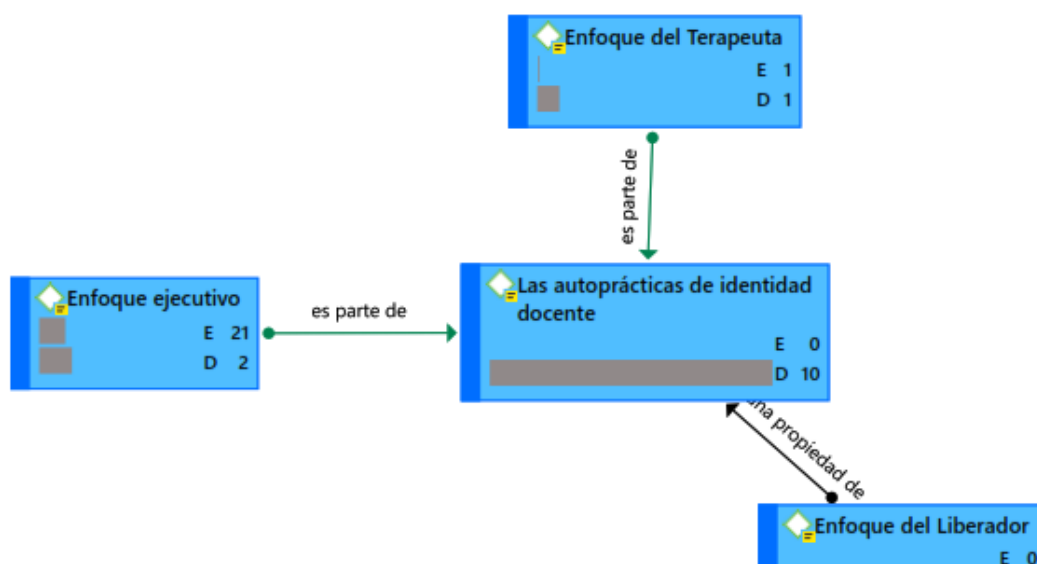 Enfoque del Terapeuta
E 1
D 1
es parte de
Enfoque ejecutivo
E 21
D 2
es parte de
Las autoprácticas de identidad
docente
E 0
D 10
una propiedad de
Enfoque del Liberador
E 0